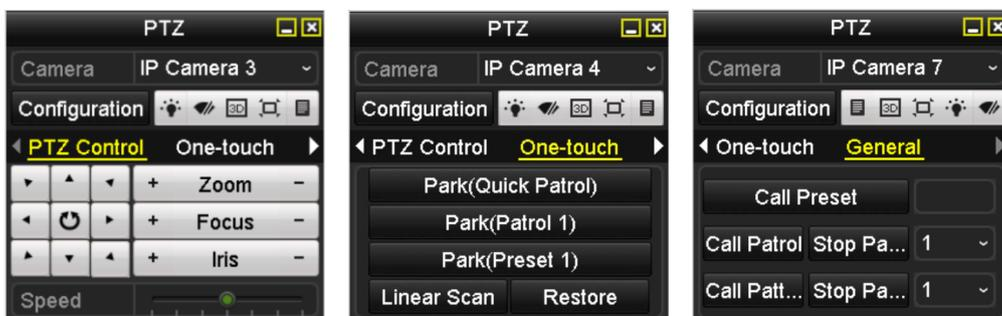 PTZ
Camera IP Camera 3
Configuration 3D
PTZ Control One-touch
+ Zoom −
+ Focus −
+ Iris −
Speed
PTZ
Camera IP Camera 4
Configuration 3D
PTZ Control One-touch
Park(Quick Patrol)
Park(Patrol 1)
Park(Preset 1)
Linear Scan Restore
PTZ
Camera IP Camera 7
Configuration 3D
One-touch General
Call Preset
Call Patrol Stop Pa... 1
Call Patt... Stop Pa... 1